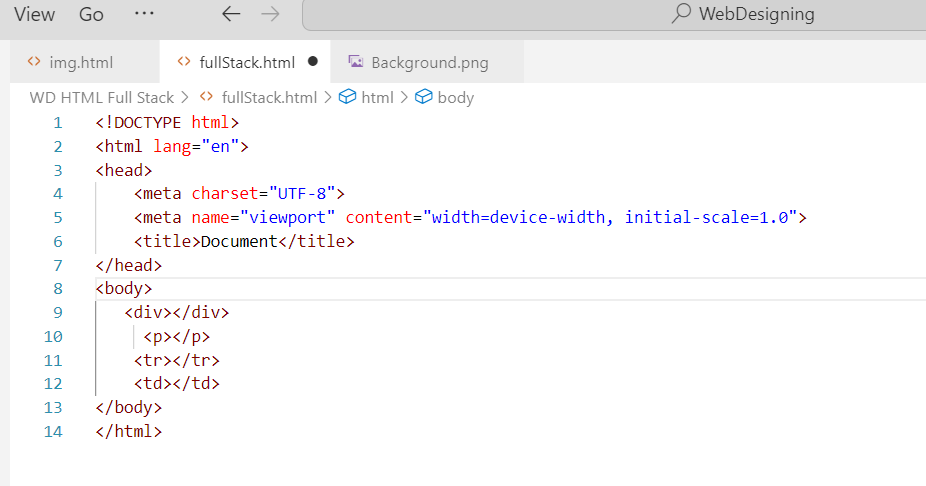 View Go ··· ← → WebDesigning
<> img.html <> fullStack.html ● Background.png
WD HTML Full Stack > <> fullStack.html > html > body
1 <!DOCTYPE html>
2 <html lang="en">
3 <head>
4 <meta charset="UTF-8">
5 <meta name="viewport" content="width=device-width, initial-scale=1.0">
6 <title>Document</title>
7 </head>
8 <body>
9 <div></div>
10 <p></p>
11 <tr></tr>
12 <td></td>
13 </body>
14 </html>